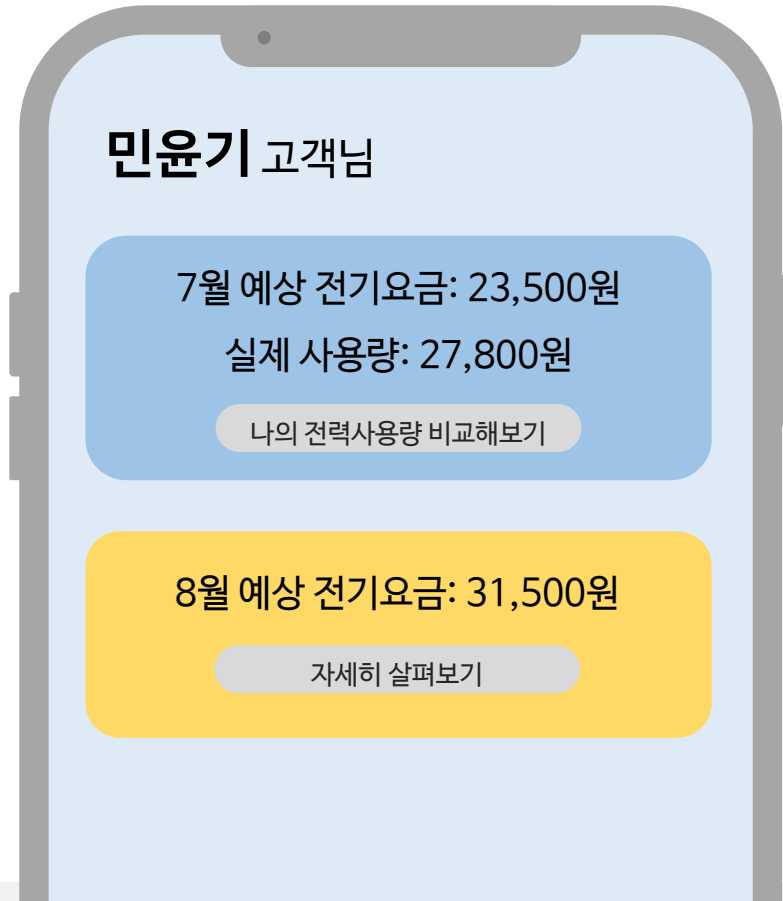 민윤기 고객님
7월 예상 전기요금: 23,500원
실제 사용량: 27,800원
나의 전력사용량 비교해보기
8월 예상 전기요금: 31,500원
자세히 살펴보기